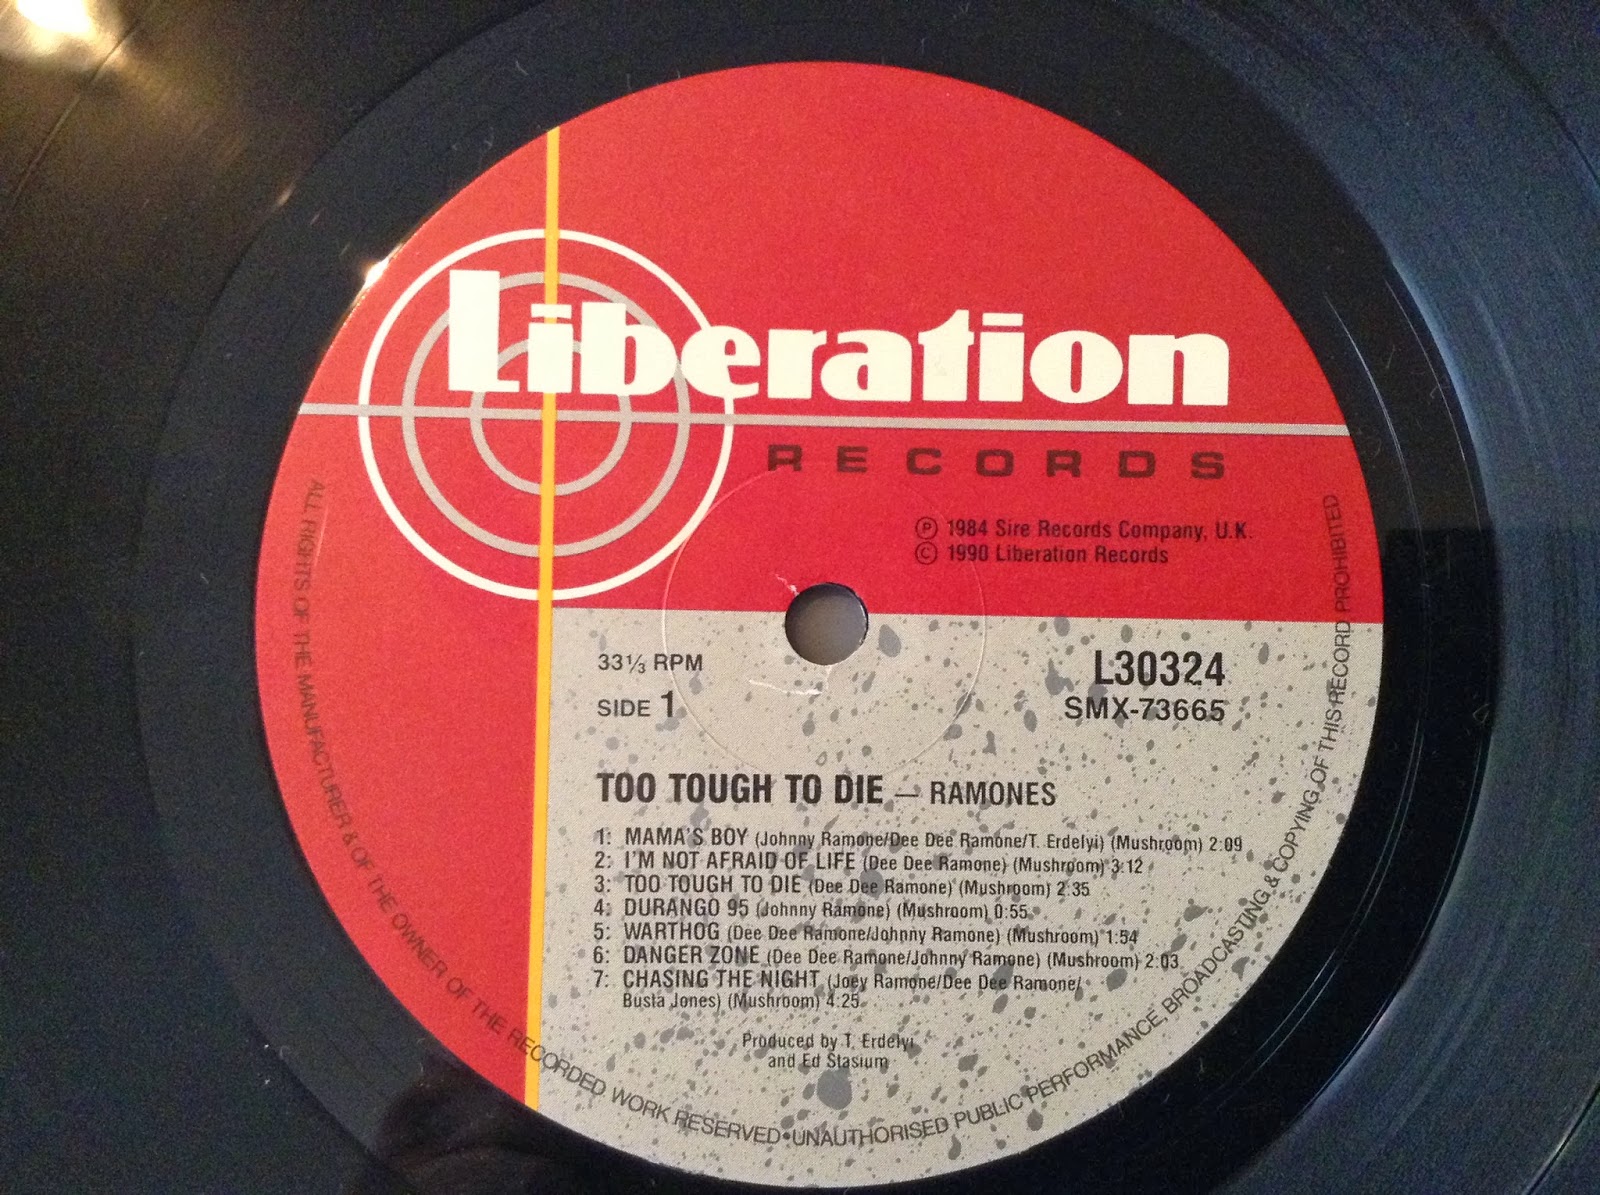 Liberation
RECORDS
Ⓟ 1984 Sire Records Company, U.K.
© 1990 Liberation Records
33⅓ RPM
SIDE 1
L30324
SMX-73665
TOO TOUGH TO DIE — RAMONES
1: MAMA'S BOY (Johnny Ramone/Dee Dee Ramone/T. Erdelyi) (Mushroom) 2:09
2: I'M NOT AFRAID OF LIFE (Dee Dee Ramone) (Mushroom) 3:12
3: TOO TOUGH TO DIE (Dee Dee Ramone) (Mushroom) 2:35
4: DURANGO 95 (Johnny Ramone) (Mushroom) 0:55
5: WARTHOG (Dee Dee Ramone/Johnny Ramone) (Mushroom) 1:54
6: DANGER ZONE (Dee Dee Ramone/Johnny Ramone) (Mushroom) 2:03
7: CHASING THE NIGHT (Joey Ramone/Dee Dee Ramone/
Busta Jones) (Mushroom) 4:25
Produced by T. Erdelyi
and Ed Stasium
ALL RIGHTS OF THE MANUFACTURER & OF THE OWNER OF THE RECORDED WORK RESERVED • UNAUTHORISED PUBLIC PERFORMANCE, BROADCASTING & COPYING OF THIS RECORD PROHIBITED